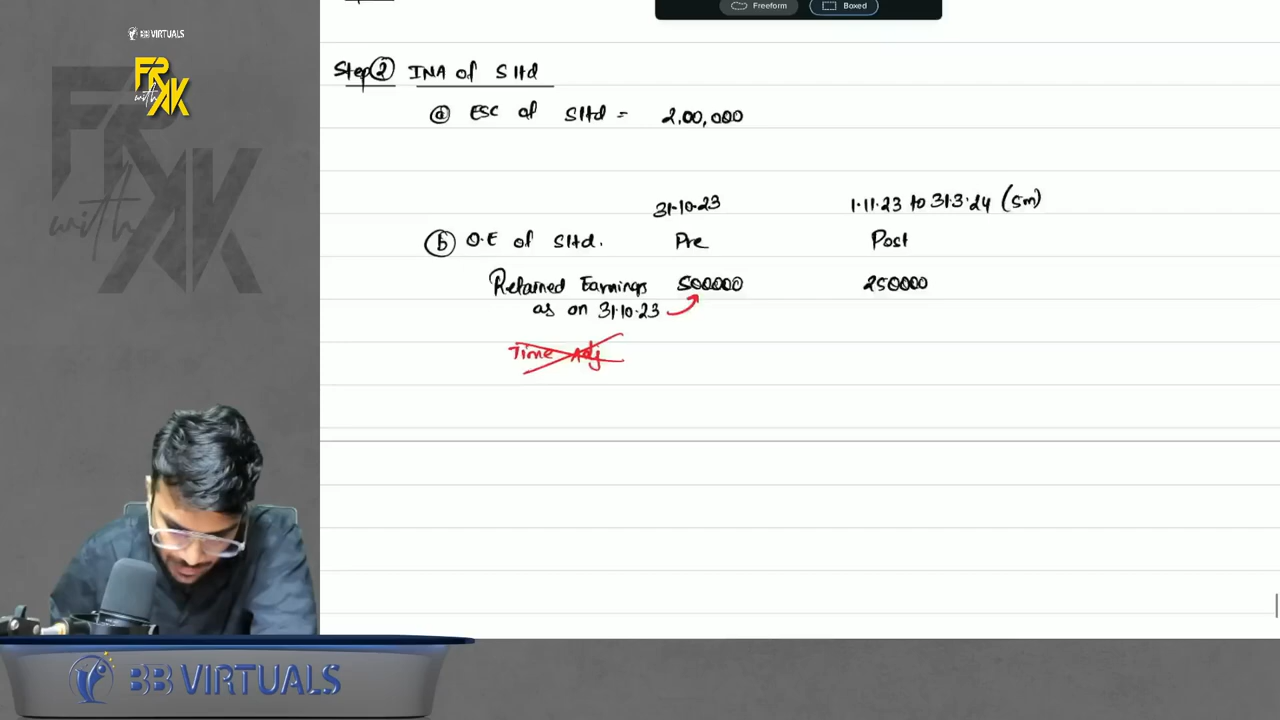 Freeform Boxed
BB VIRTUALS
FR with AK
Step② INA of S ltd
ⓐ ESC of S ltd = 2,00,000
31.10.23 1.11.23 to 31.3.24 (5m)
ⓑ O.E of S ltd. Pre Post
Retained Earnings 500000 250000
as on 31.10.23
Time Adj
BB VIRTUALS